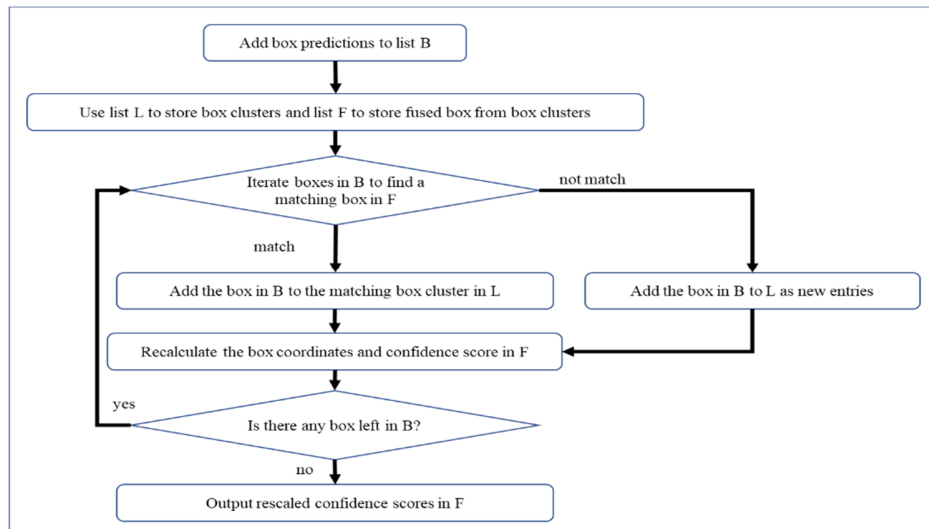 Add box predictions to list B
Use list L to store box clusters and list F to store fused box from box clusters
Iterate boxes in B to find a
matching box in F
not match
match
Add the box in B to the matching box cluster in L
Add the box in B to L as new entries
Recalculate the box coordinates and confidence score in F
yes
Is there any box left in B?
no
Output rescaled confidence scores in F